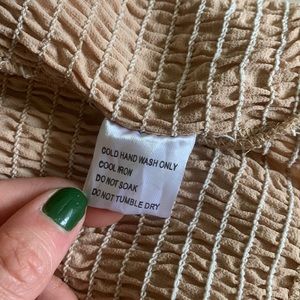 COLD HAND WASH ONLY
COOL IRON
DO NOT SOAK
DO NOT TUMBLE DRY